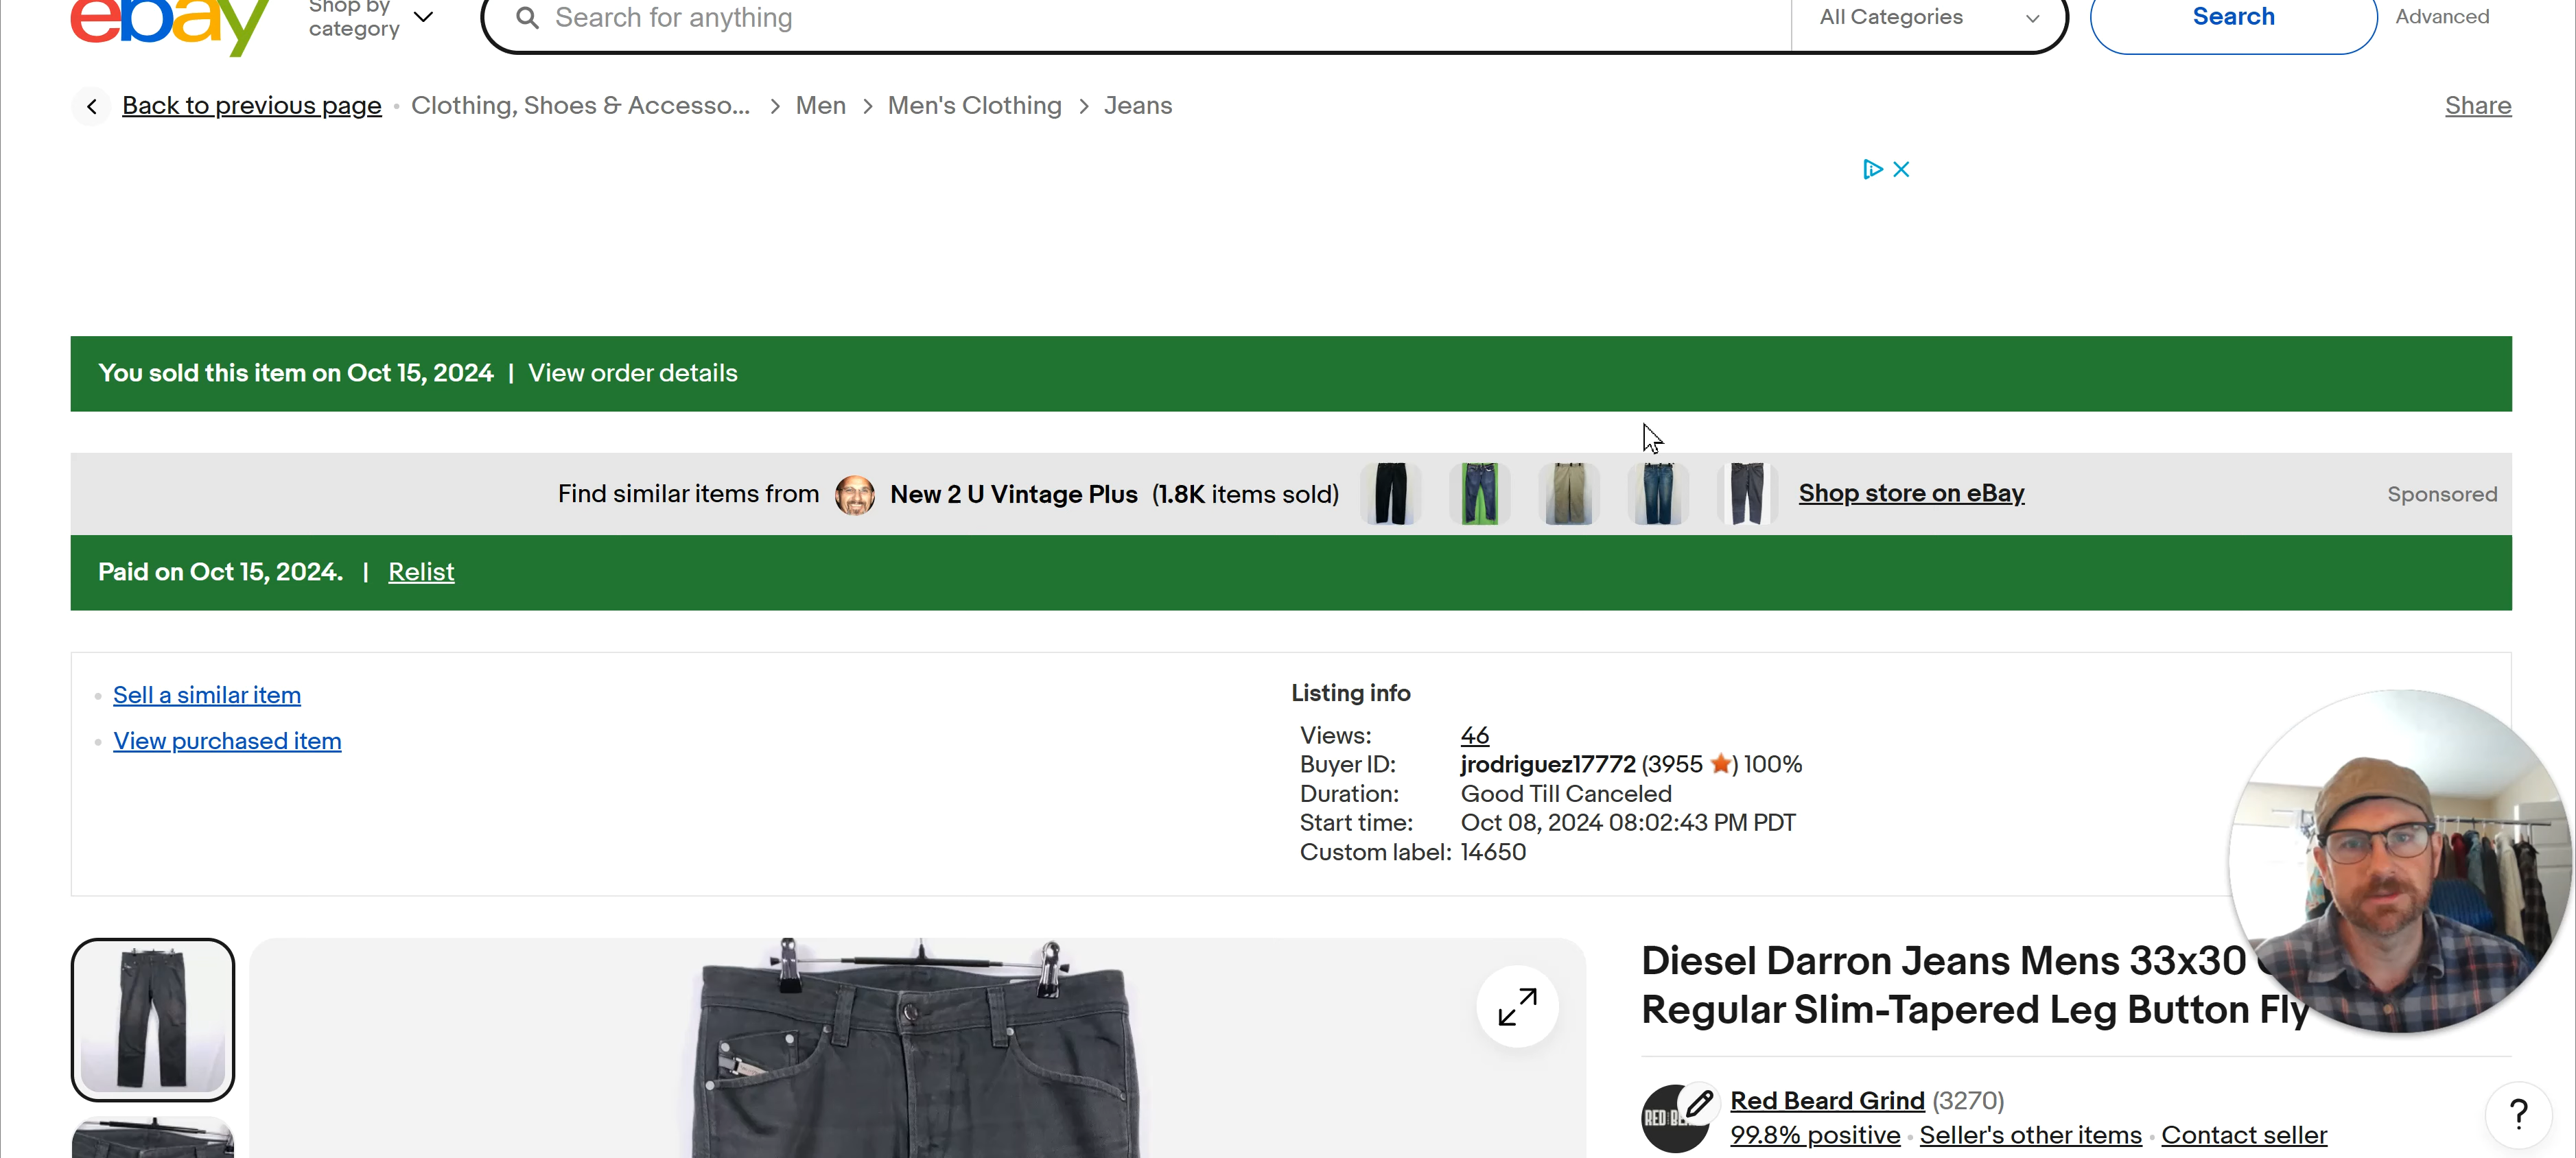 ebay
Shop by
category
Search for anything
All Categories
Search
Advanced
Back to previous page
Clothing, Shoes & Accesso... > Men > Men's Clothing > Jeans
Share
You sold this item on Oct 15, 2024 | View order details
Find similar items from New 2 U Vintage Plus (1.8K items sold)
Shop store on eBay
Sponsored
Paid on Oct 15, 2024. | Relist
Sell a similar item
View purchased item
Listing info
Views: 46
Buyer ID: jrodriguez17772 (3955 ) 100%
Duration: Good Till Canceled
Start time: Oct 08, 2024 08:02:43 PM PDT
Custom label: 14650
Diesel Darron Jeans Mens 33x30
Regular Slim-Tapered Leg Button Fly
RED BE
Red Beard Grind (3270)
99.8% positive · Seller's other items · Contact seller
?